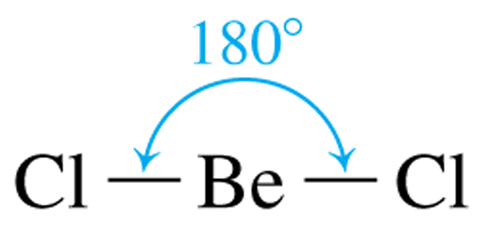 180°
Cl — Be — Cl